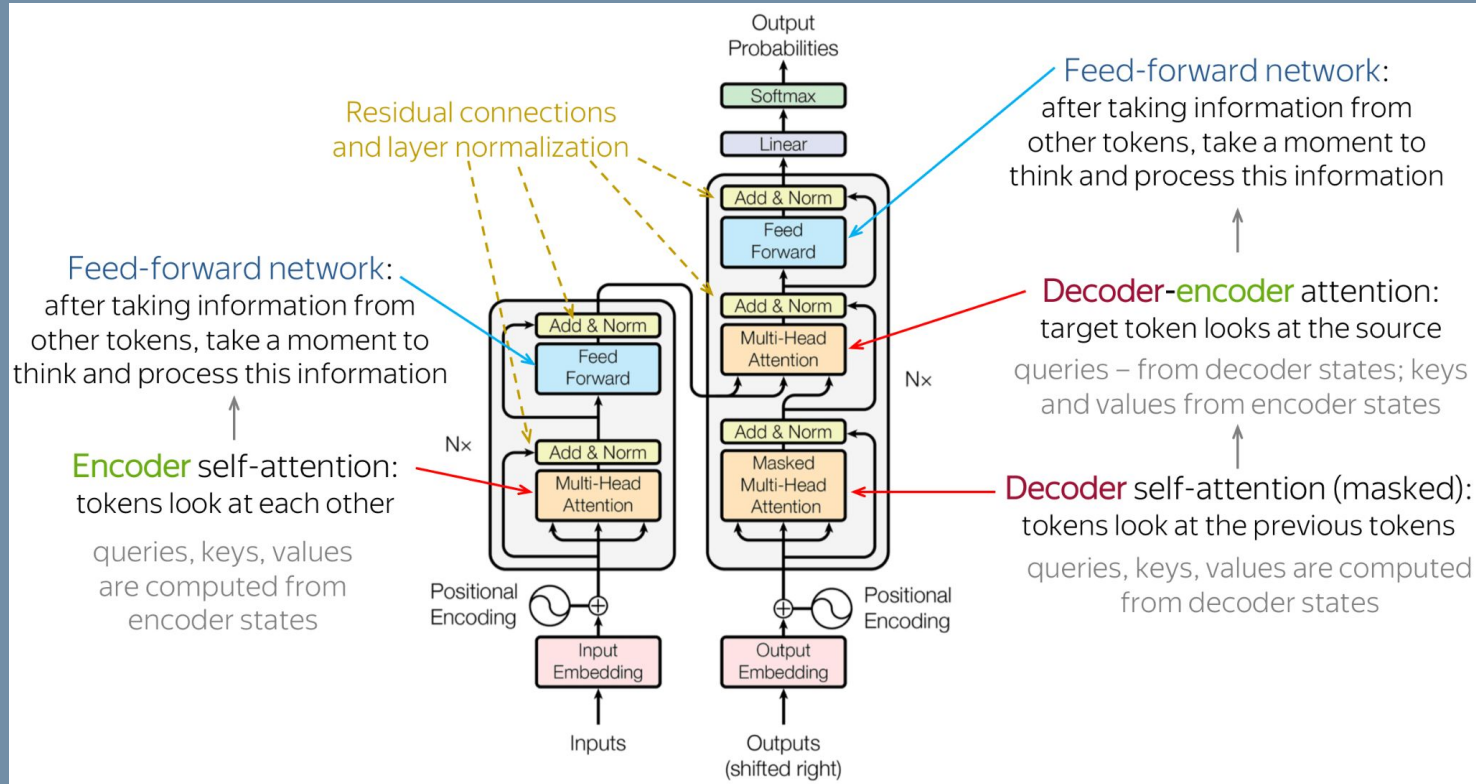 Output
Probabilities
Softmax
Linear
Add & Norm
Feed
Forward
Add & Norm
Multi-Head
Attention
Nx
Add & Norm
Masked
Multi-Head
Attention
Positional
Encoding
Output
Embedding
Outputs
(shifted right)
Residual connections
and layer normalization
Add & Norm
Feed
Forward
Nx
Add & Norm
Multi-Head
Attention
Positional
Encoding
Input
Embedding
Inputs
Feed-forward network:
after taking information from
other tokens, take a moment to
think and process this information
Encoder self-attention:
tokens look at each other
queries, keys, values
are computed from
encoder states
Feed-forward network:
after taking information from
other tokens, take a moment to
think and process this information
Decoder-encoder attention:
target token looks at the source
queries – from decoder states; keys
and values from encoder states
Decoder self-attention (masked):
tokens look at the previous tokens
queries, keys, values are computed
from decoder states